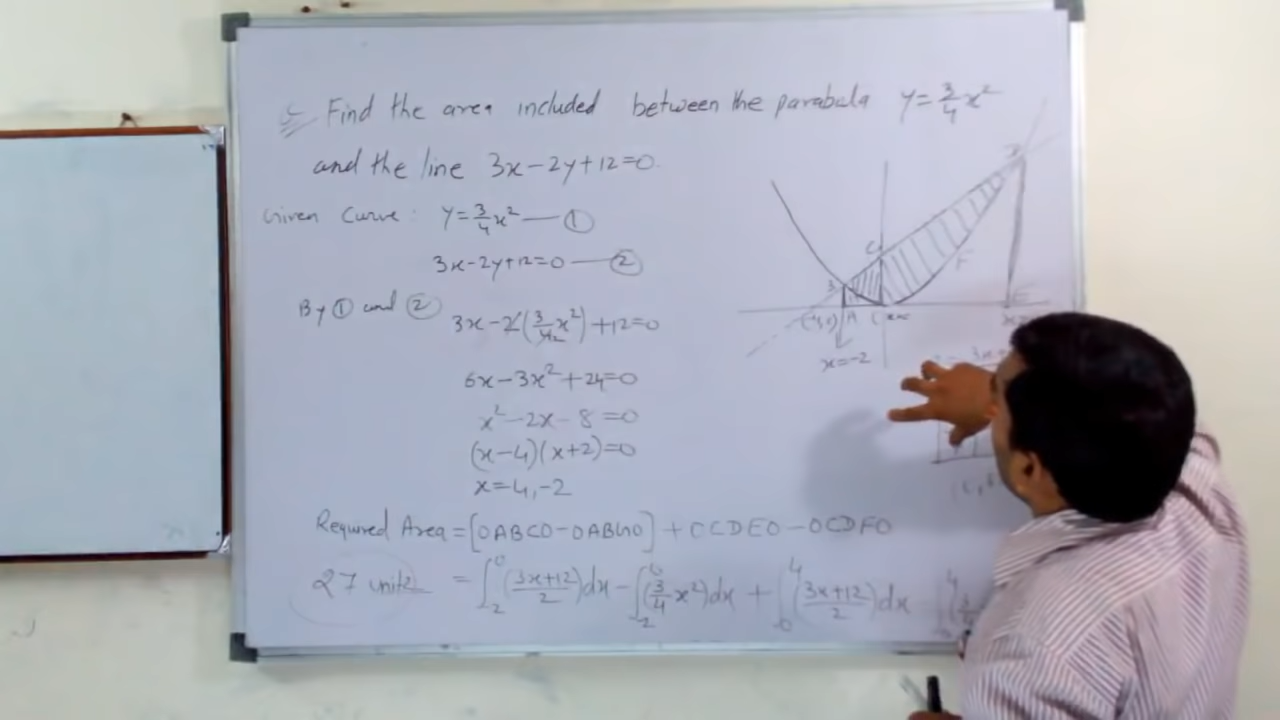 Find the area included between the parabula y = 3/4 x²
and the line 3x - 2y + 12 = 0.
Given Curve: y = 3/4 x² — ①
3x - 2y + 12 = 0 — ②
By ① and ②
3x - 2(3/4 x²) + 12 = 0
6x - 3x² + 24 = 0
x² - 2x - 8 = 0
(x - 4)(x + 2) = 0
x = 4, -2
Required Area = [OABCO - OABGO] + OCDEO - OCDFO
27 units = ∫₋₂⁰ (3x+12)/2 dx - ∫₋₂⁰ (3/4 x²) dx + ∫₀⁴ (3x+12)/2 dx
D
C
F
B
A
E
x = -2